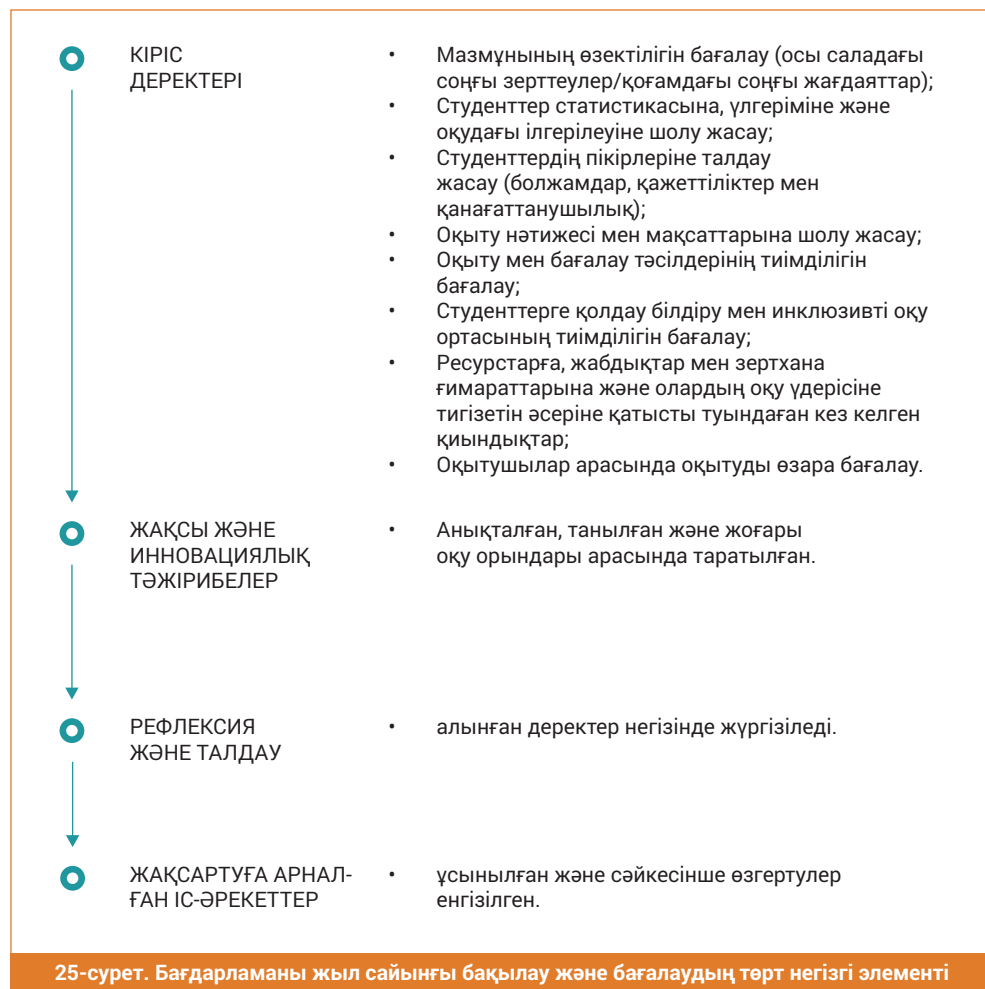 КІРІС
ДЕРЕКТЕРІ
• Мазмұнының өзектілігін бағалау (осы саладағы
соңғы зерттеулер/қоғамдағы соңғы жағдаяттар);
• Студенттер статистикасына, үлгеріміне және
оқудағы ілгерілеуіне шолу жасау;
• Студенттердің пікірлеріне талдау
жасау (болжамдар, қажеттіліктер мен
қанағаттанушылық);
• Оқыту нәтижесі мен мақсаттарына шолу жасау;
• Оқыту мен бағалау тәсілдерінің тиімділігін
бағалау;
• Студенттерге қолдау білдіру мен инклюзивті оқу
ортасының тиімділігін бағалау;
• Ресурстарға, жабдықтар мен зертхана
ғимараттарына және олардың оқу үдерісіне
тигізетін әсеріне қатысты туындаған кез келген
қиындықтар;
• Оқытушылар арасында оқытуды өзара бағалау.
ЖАҚСЫ ЖӘНЕ
ИННОВАЦИЯЛЫҚ
ТӘЖІРИБЕЛЕР
• Анықталған, танылған және жоғары
оқу орындары арасында таратылған.
РЕФЛЕКСИЯ
ЖӘНЕ ТАЛДАУ
• алынған деректер негізінде жүргізіледі.
ЖАҚСАРТУҒА АРНАЛ-
ҒАН ІС-ӘРЕКЕТТЕР
• ұсынылған және сәйкесінше өзгертулер
енгізілген.
25-сурет. Бағдарламаны жыл сайынғы бақылау және бағалаудың төрт негізгі элементі